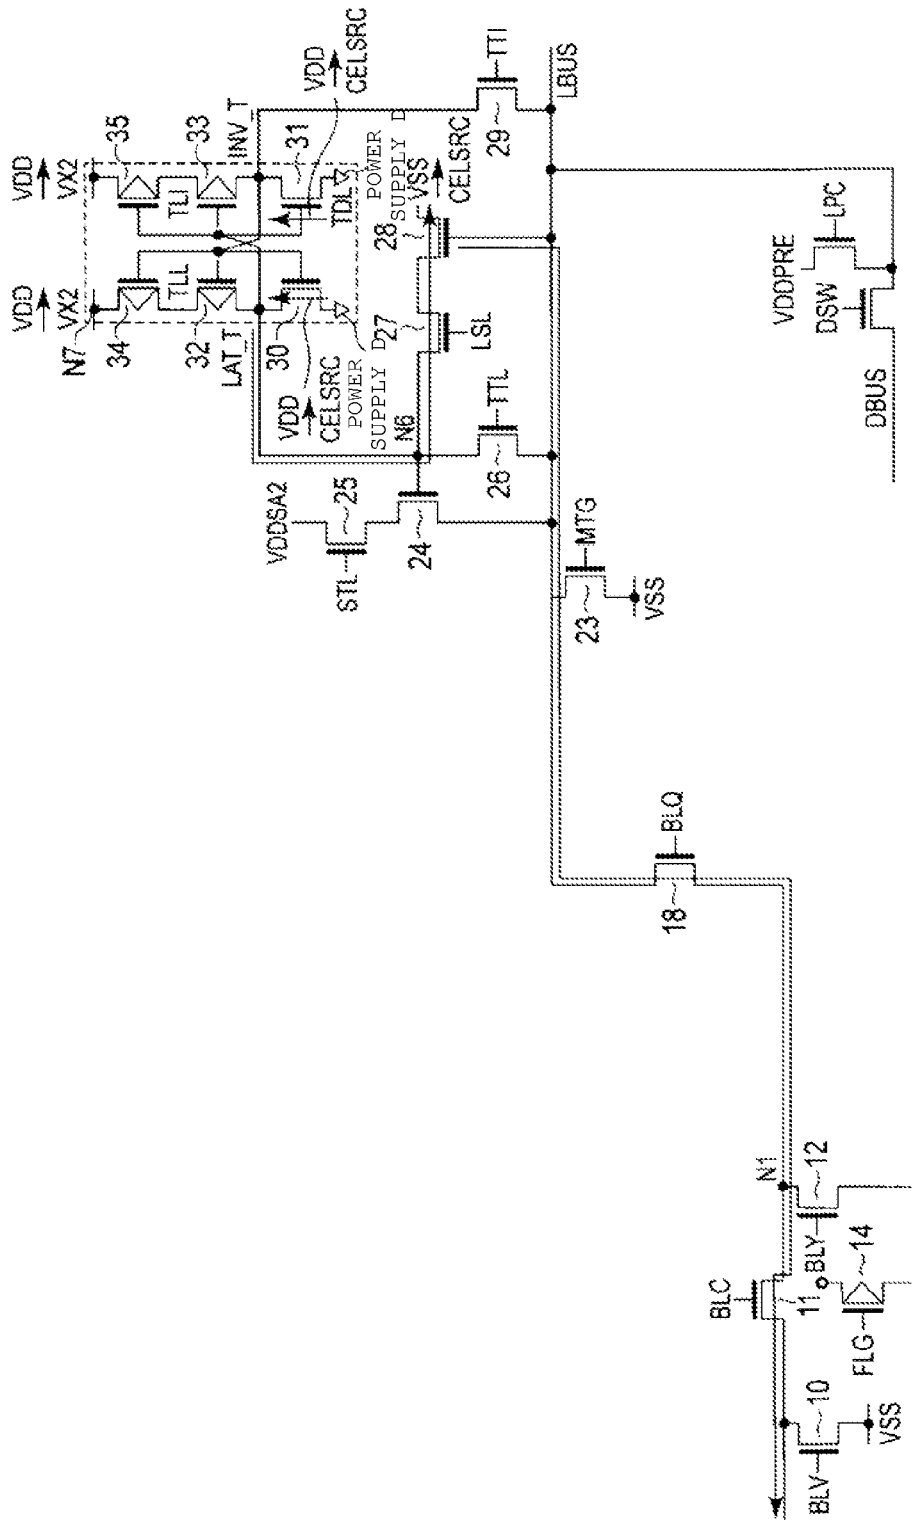 VDD
VX2
35
TLI
33
INV_T
31
VDD
CELSRC
TTI
29
LBUS
TDL
POWER
SUPPLY D
VSS
CELSRC
28
VDD
VX2
N7
34
TLL
32
LAT_T
30
VDD
CELSRC
POWER
SUPPLY D
27
LSL
N6
TTL
26
VDDSA2
25
STL
24
MTG
23
VSS
VDDPRE
LPC
DSW
DBUS
BLQ
18
N1
12
BLY
14
FLG
BLC
11
10
BLV
VSS